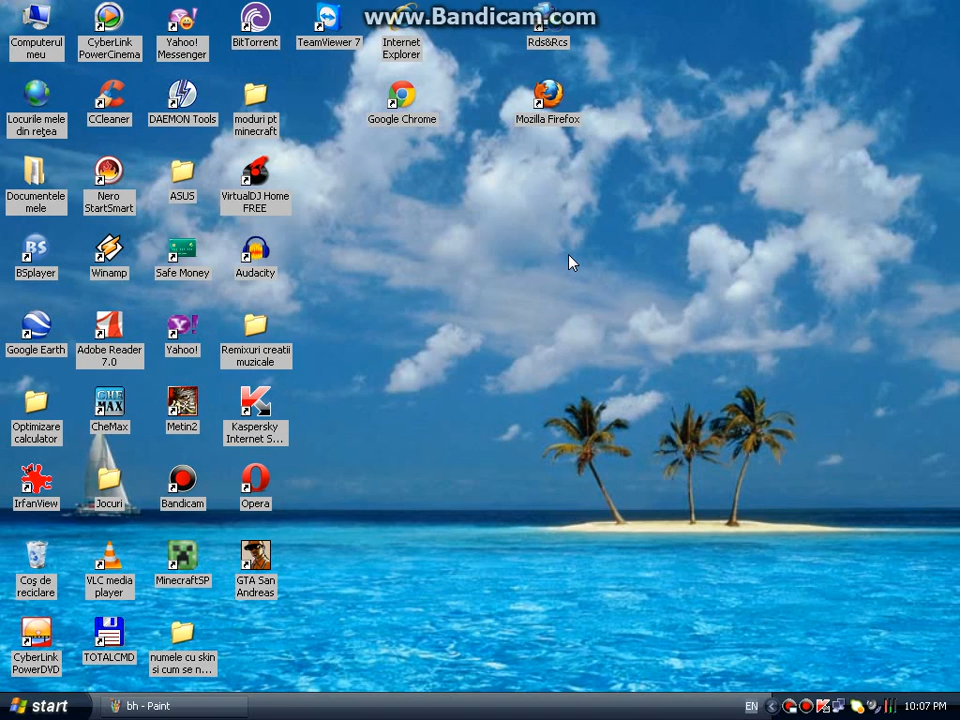 www.Bandicam.com
Computerul
meu
CyberLink
PowerCinema
Yahoo!
Messenger
BitTorrent
TeamViewer 7
Internet
Explorer
Rds&Rcs
Locurile mele
din reţea
CCleaner
DAEMON Tools
moduri pt
minecraft
Google Chrome
Mozilla Firefox
Documentele
mele
Nero
StartSmart
ASUS
VirtualDJ Home
FREE
BSplayer
Winamp
Safe Money
Audacity
Google Earth
Adobe Reader
7.0
Yahoo!
Remixuri creatii
muzicale
Optimizare
calculator
CheMax
Metin2
Kaspersky
Internet S...
IrfanView
Jocuri
Bandicam
Opera
Coş de
reciclare
VLC media
player
MinecraftSP
GTA San
Andreas
CyberLink
PowerDVD
TOTALCMD
numele cu skin
si cum se n...
start
bh - Paint
EN
10:07 PM